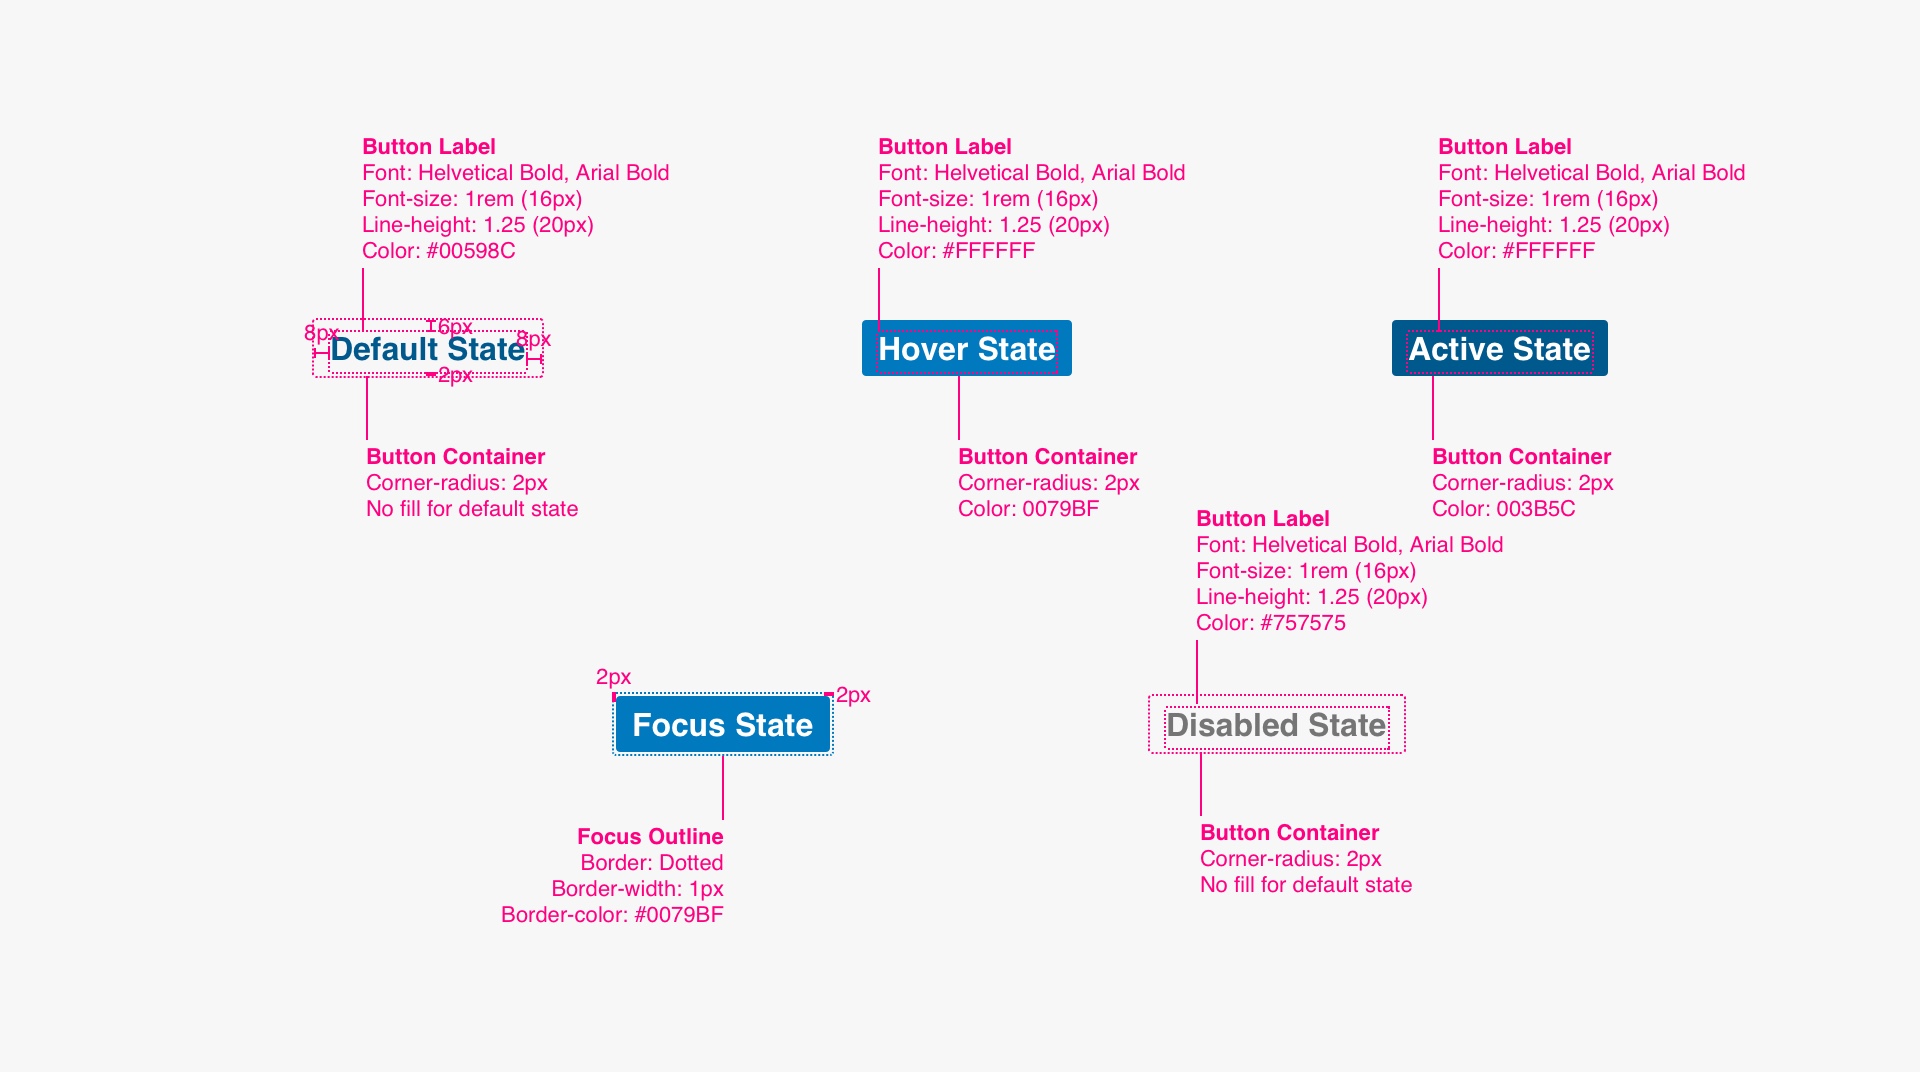 Button Label
Font: Helvetical Bold, Arial Bold
Font-size: 1rem (16px)
Line-height: 1.25 (20px)
Color: #00598C
8px
6px
8px
Default State
2px
Button Container
Corner-radius: 2px
No fill for default state
Button Label
Font: Helvetical Bold, Arial Bold
Font-size: 1rem (16px)
Line-height: 1.25 (20px)
Color: #FFFFFF
Hover State
Button Container
Corner-radius: 2px
Color: 0079BF
Button Label
Font: Helvetical Bold, Arial Bold
Font-size: 1rem (16px)
Line-height: 1.25 (20px)
Color: #FFFFFF
Active State
Button Container
Corner-radius: 2px
Color: 003B5C
2px
2px
Focus State
Focus Outline
Border: Dotted
Border-width: 1px
Border-color: #0079BF
Button Label
Font: Helvetical Bold, Arial Bold
Font-size: 1rem (16px)
Line-height: 1.25 (20px)
Color: #757575
Disabled State
Button Container
Corner-radius: 2px
No fill for default state